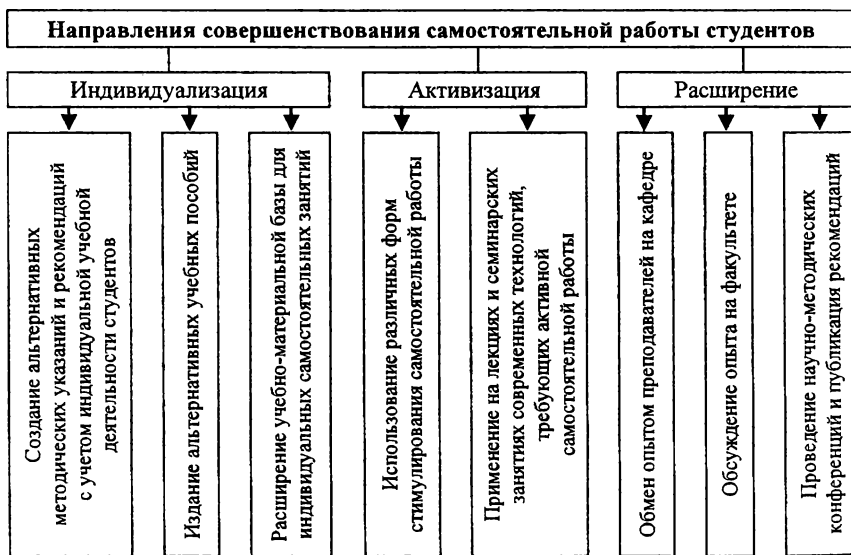 Направления совершенствования самостоятельной работы студентов
Индивидуализация
Активизация
Расширение
Создание альтернативных
методических указаний и рекомендаций
с учетом индивидуальной учебной
деятельности студентов
Издание альтернативных учебных пособий
Расширение учебно-материальной базы для
индивидуальных самостоятельных занятий
Использование различных форм
стимулирования самостоятельной работы
Применение на лекциях и семинарских
занятиях современных технологий,
требующих активной
самостоятельной работы
Обмен опытом преподавателей на кафедре
Обсуждение опыта на факультете
Проведение научно-методических
конференций и публикация рекомендаций